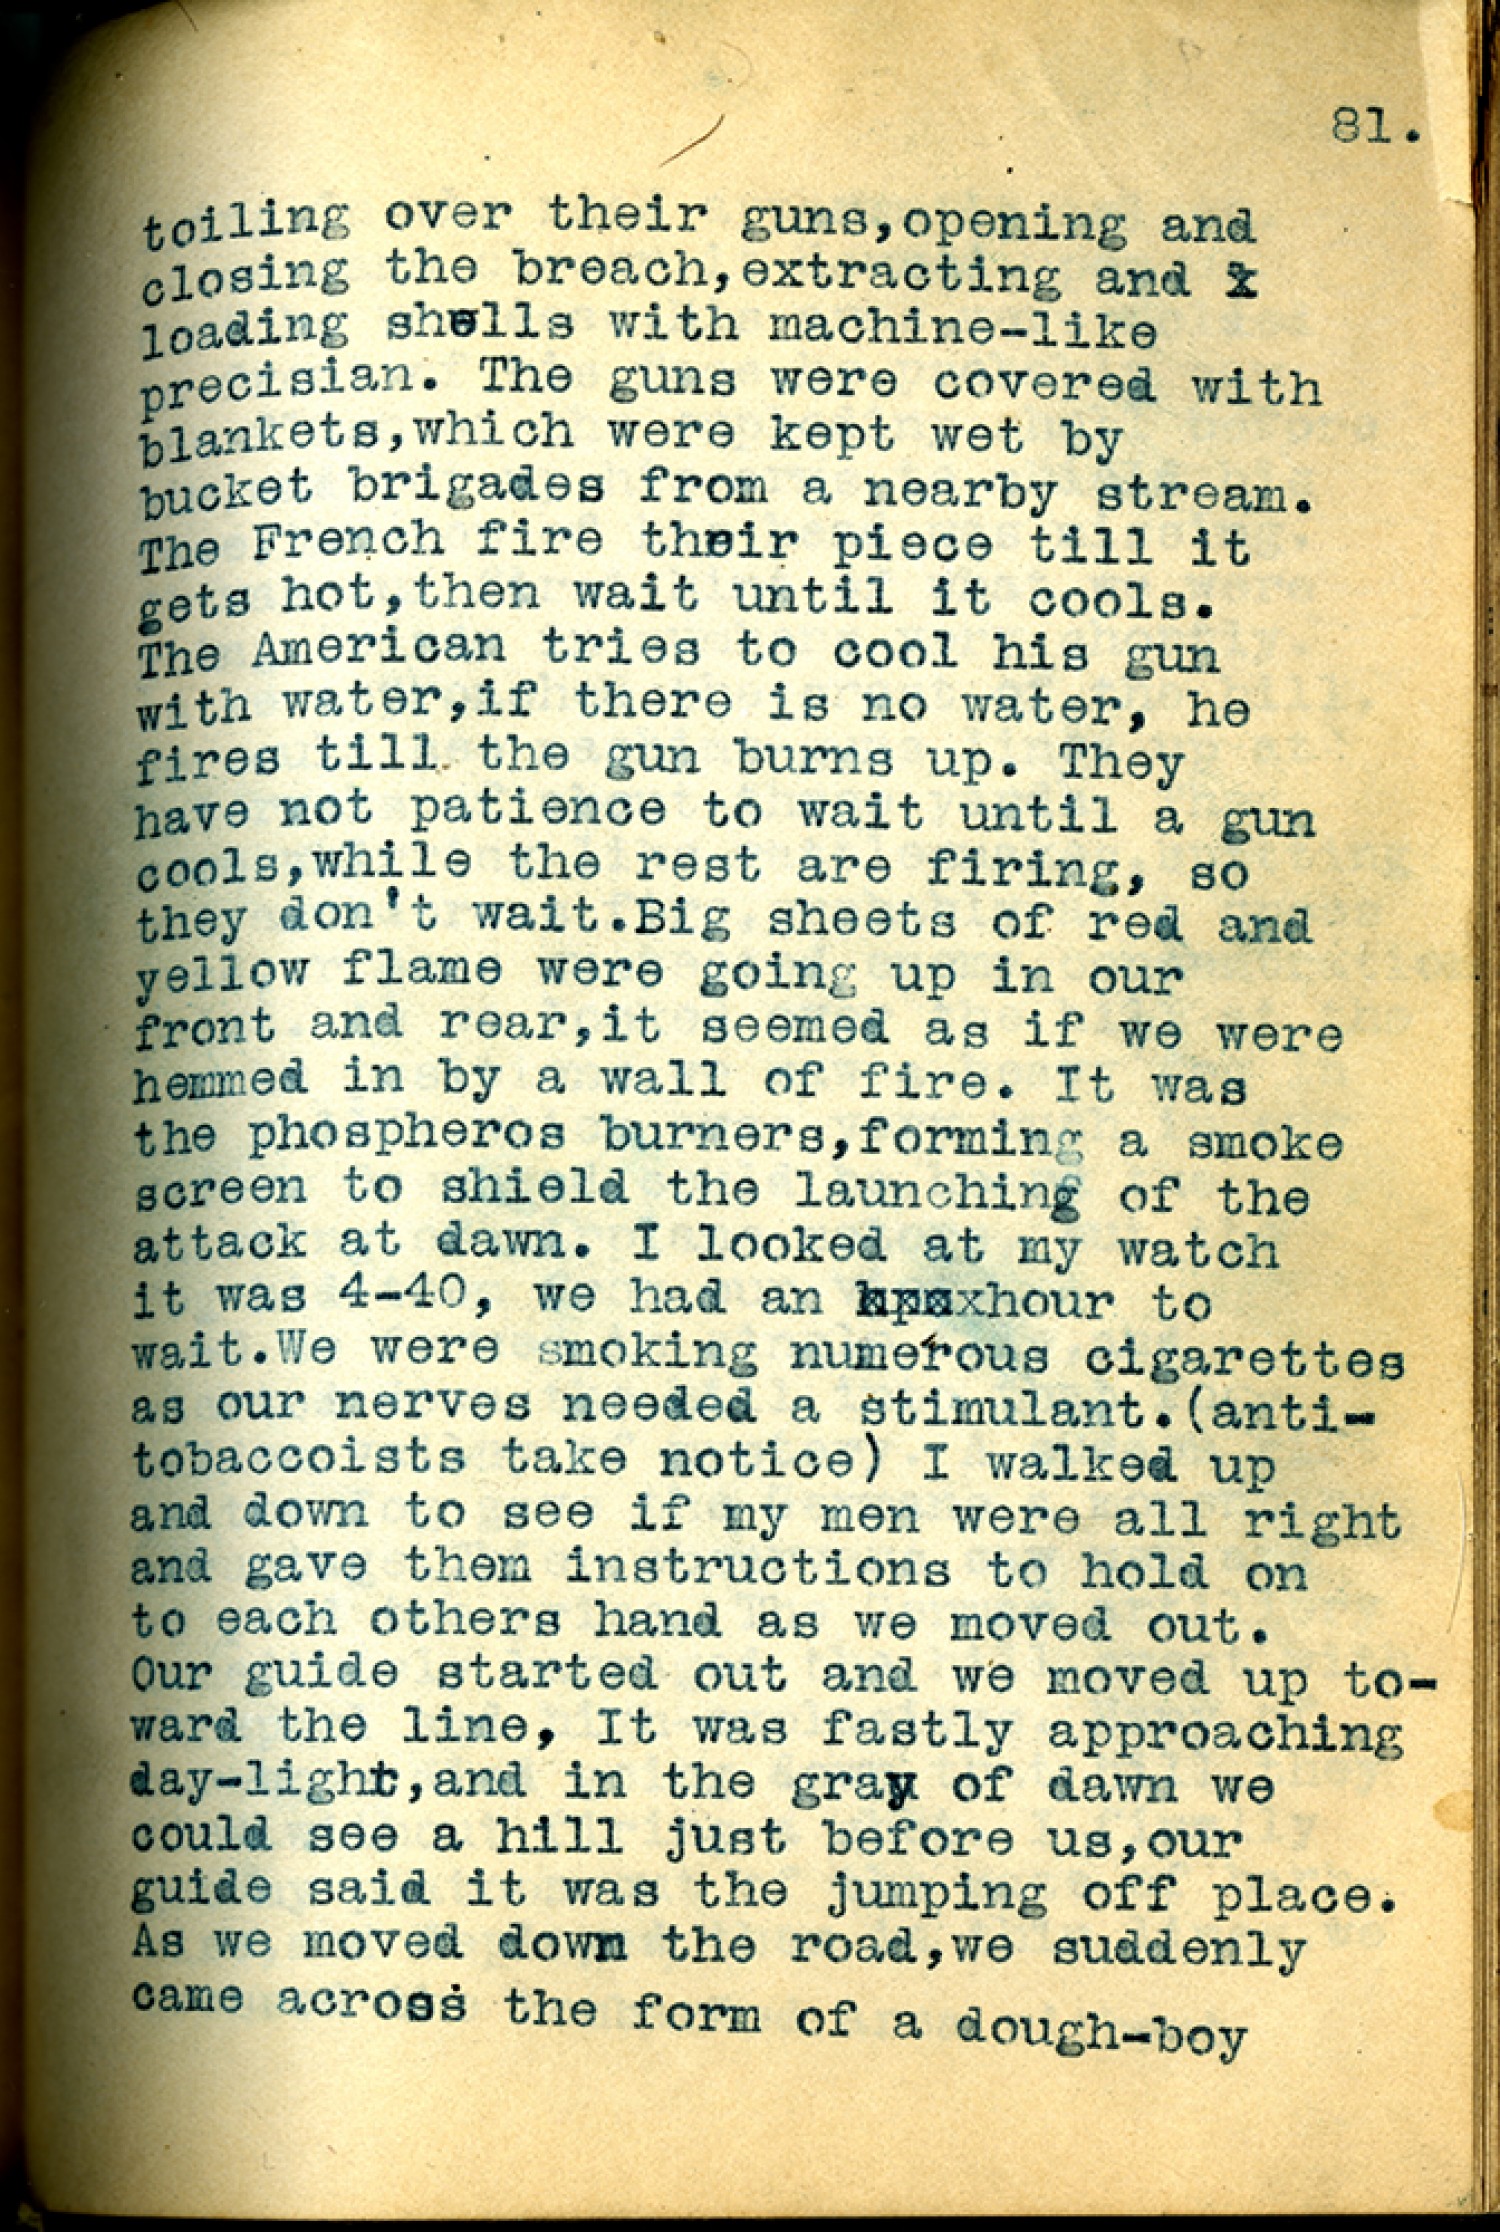 81.
toiling over their guns,opening and
closing the breach,extracting and
loading shells with machine-like
precisian. The guns were covered with
blankets,which were kept wet by
bucket brigades from a nearby stream.
The French fire their piece till it
gets hot,then wait until it cools.
The American tries to cool his gun
with water,if there is no water, he
fires till the gun burns up. They
have not patience to wait until a gun
cools,while the rest are firing, so
they don't wait.Big sheets of red and
yellow flame were going up in our
front and rear,it seemed as if we were
hemmed in by a wall of fire. It was
the phospheros burners,forming a smoke
screen to shield the launching of the
attack at dawn. I looked at my watch
it was 4-40, we had an hour to
wait.We were smoking numerous cigarettes
as our nerves needed a stimulant.(anti-
tobaccoists take notice) I walked up
and down to see if my men were all right
and gave them instructions to hold on
to each others hand as we moved out.
Our guide started out and we moved up to-
ward the line, It was fastly approaching
day-light,and in the gray of dawn we
could see a hill just before us,our
guide said it was the jumping off place.
As we moved down the road,we suddenly
came across the form of a dough-boy